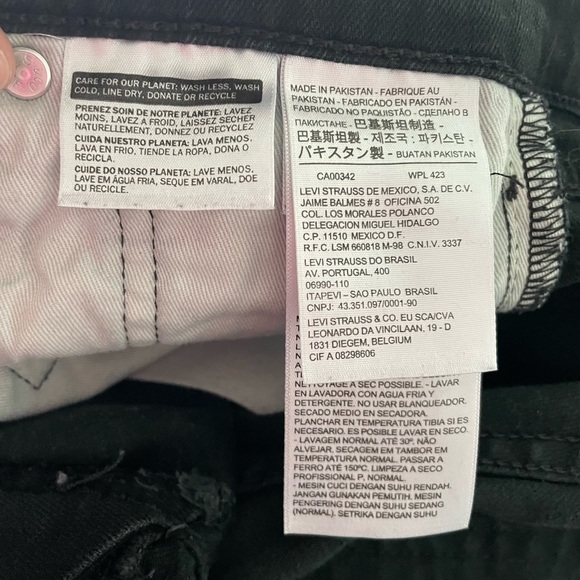 CARE FOR OUR PLANET: WASH LESS, WASH
COLD, LINE DRY, DONATE OR RECYCLE
PRENEZ SOIN DE NOTRE PLANETE: LAVEZ
MOINS, LAVEZ A FROID, LAISSEZ SECHER
NATURELLEMENT, DONNEZ OU RECYCLEZ
CUIDA NUESTRO PLANETA: LAVA MENOS,
LAVA EN FRIO, TIENDE LA ROPA, DONA O
RECICLA.
CUIDE DO NOSSO PLANETA: LAVE MENOS,
LAVE EM ÁGUA FRIA, SEQUE EM VARAL, DOE
OU RECICLE.
MADE IN PAKISTAN - FABRIQUE AU
PAKISTAN - FABRICADO EN PAKISTÁN -
FABRICADO NO PAQUISTÃO - СДЕЛАНО В
ПАКИСТАНЕ - 巴基斯坦制造 -
巴基斯坦製 - 제조국 : 파키스탄 -
パキスタン製 - BUATAN PAKISTAN
CA00342 WPL 423
LEVI STRAUSS DE MEXICO, S.A. DE C.V.
JAIME BALMES # 8 OFICINA 502
COL. LOS MORALES POLANCO
DELEGACION MIGUEL HIDALGO
C.P. 11510 MEXICO D.F.
R.F.C. LSM 660818 M-98 C.N.I.V. 3337
LEVI STRAUSS DO BRASIL
AV. PORTUGAL, 400
06990-110
ITAPEVI – SAO PAULO BRASIL
CNPJ: 43.351.097/0001-90
LEVI STRAUSS & CO. EU SCA/CVA
LEONARDO DA VINCILAAN, 19 - D
1831 DIEGEM, BELGIUM
CIF A 08298606
NETTOYAGE A SEC POSSIBLE. - LAVAR
EN LAVADORA CON AGUA FRIA Y
DETERGENTE. NO USAR BLANQUEADOR.
SECADO MEDIO EN SECADORA.
PLANCHAR EN TEMPERATURA TIBIA SI ES
NECESARIO. ES POSIBLE LAVAR EN SECO.
- LAVAGEM NORMAL ATÉ 30º. NÃO
ALVEJAR. SECAGEM EM TAMBOR EM
TEMPERATURA NORMAL. PASSAR A
FERRO ATÉ 150ºC. LIMPEZA A SECO
PROFISSIONAL P, NORMAL.
- MESIN CUCI DENGAN SUHU RENDAH.
JANGAN GUNAKAN PEMUTIH. MESIN
PENGERING DENGAN SUHU SEDANG
(NORMAL). SETRIKA DENGAN SUHU